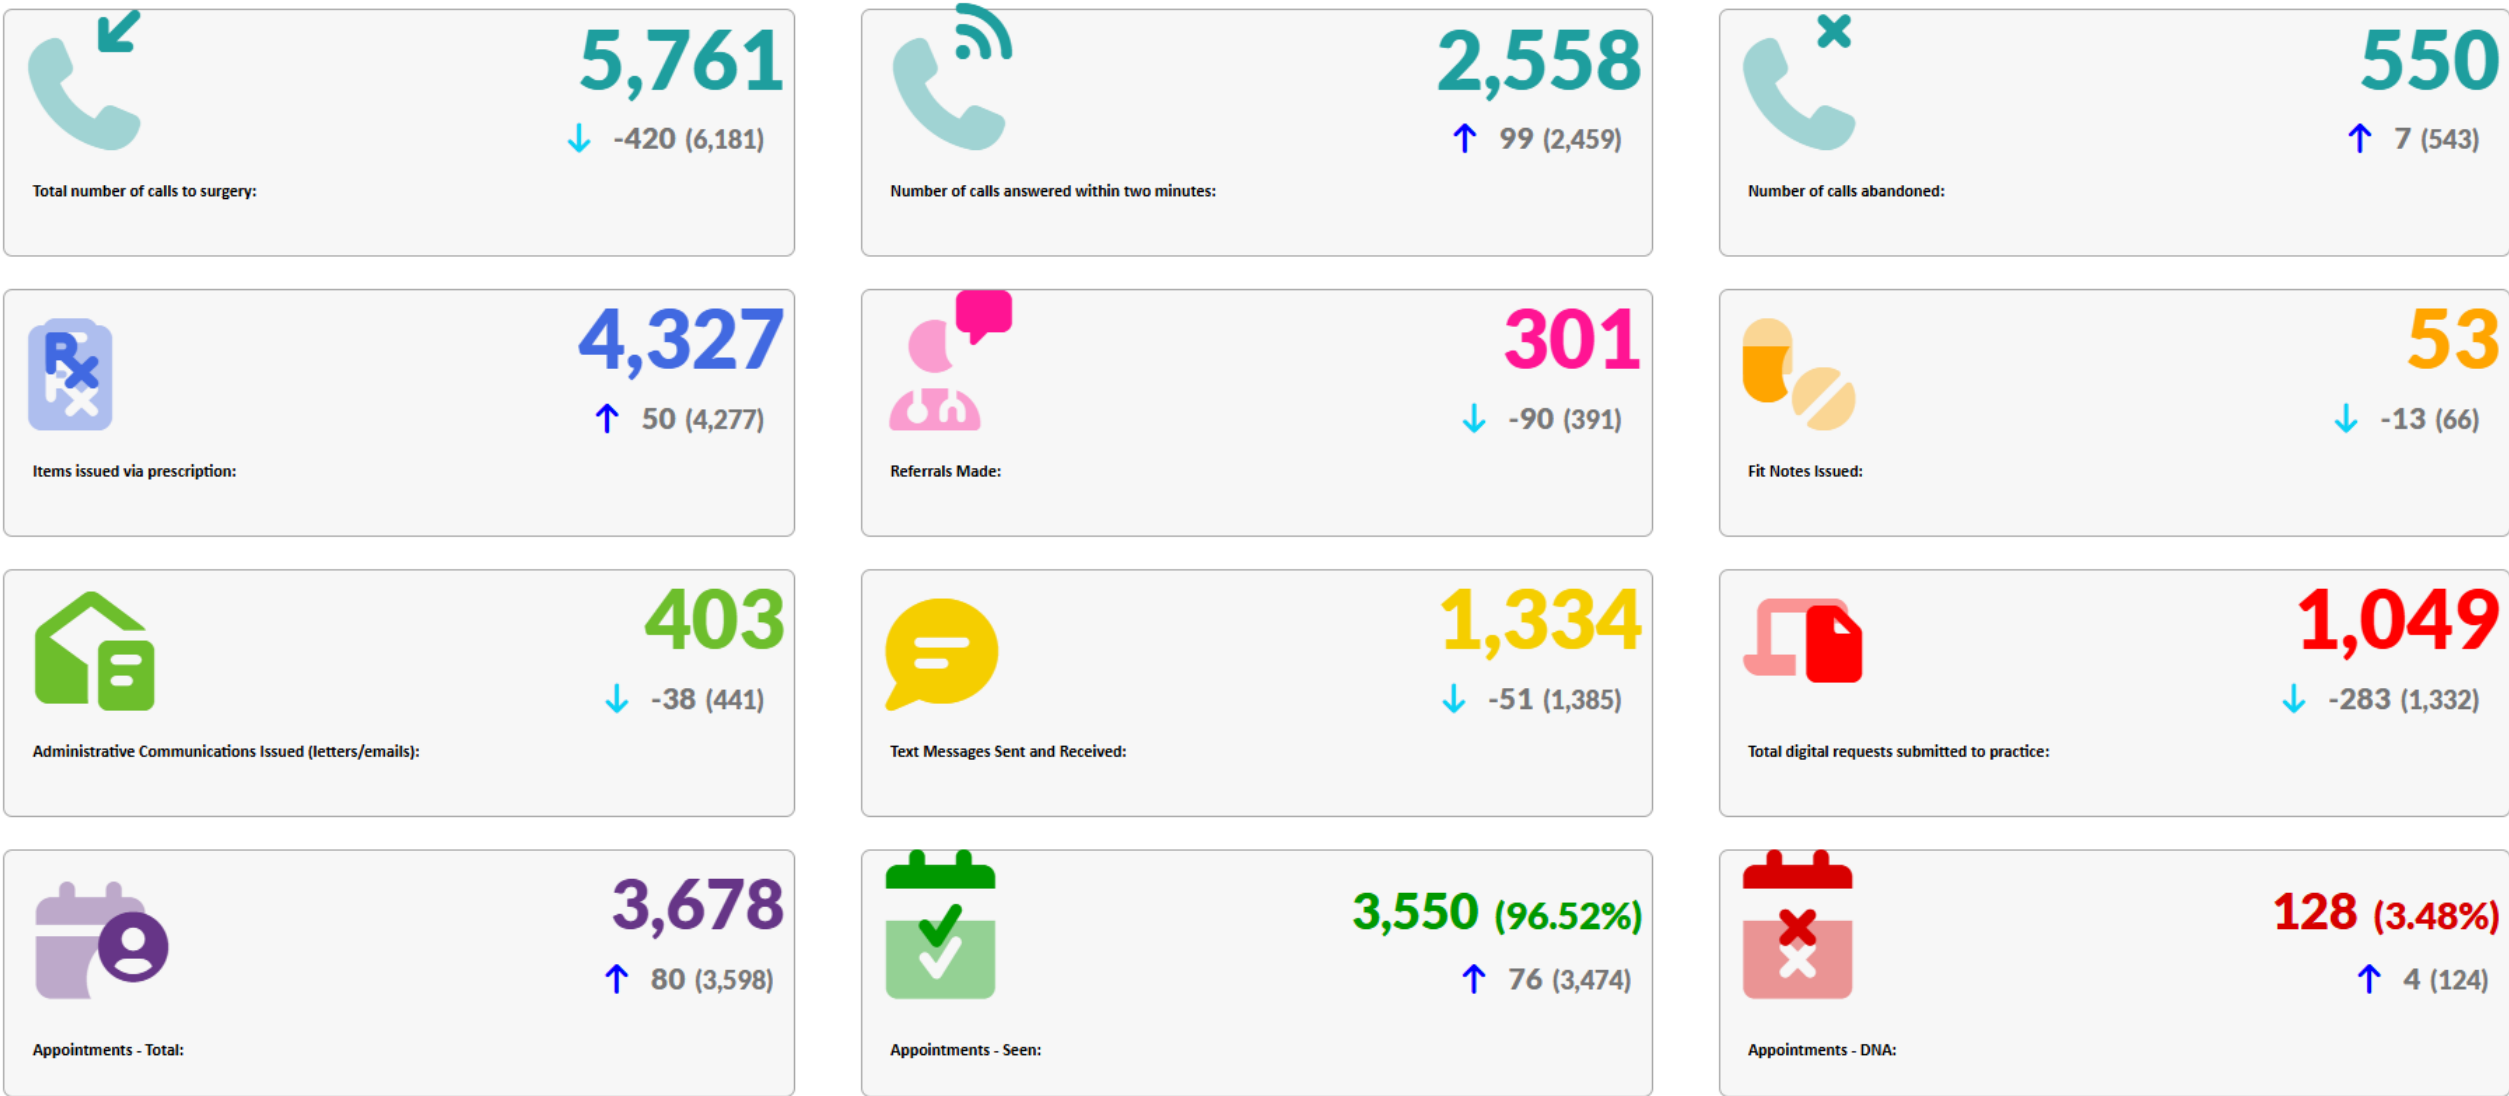 5,761
-420 (6,181)
Total number of calls to surgery:
2,558
99 (2,459)
Number of calls answered within two minutes:
550
7 (543)
Number of calls abandoned:
4,327
50 (4,277)
Items issued via prescription:
301
-90 (391)
Referrals Made:
53
-13 (66)
Fit Notes Issued:
403
-38 (441)
Administrative Communications Issued (letters/emails):
1,334
-51 (1,385)
Text Messages Sent and Received:
1,049
-283 (1,332)
Total digital requests submitted to practice:
3,678
80 (3,598)
Appointments - Total:
3,550 (96.52%)
76 (3,474)
Appointments - Seen:
128 (3.48%)
4 (124)
Appointments - DNA: